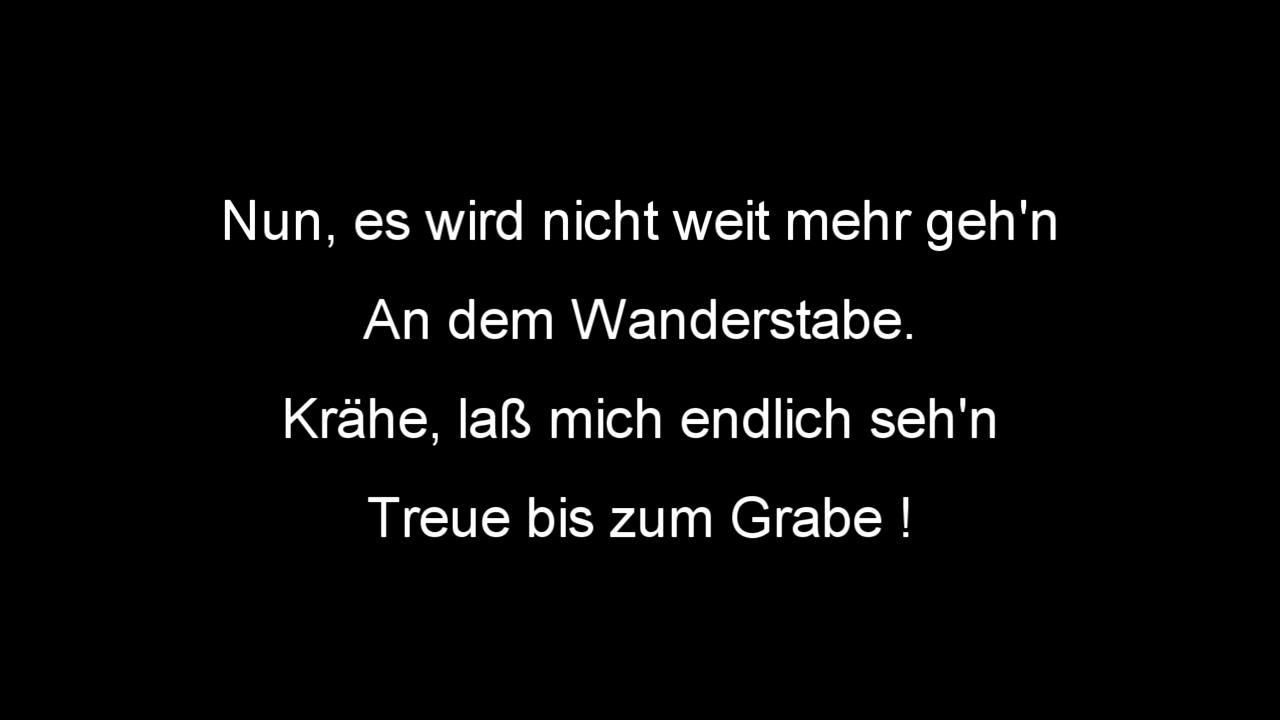 Nun, es wird nicht weit mehr geh'n
An dem Wanderstabe.
Krähe, laß mich endlich seh'n
Treue bis zum Grabe !